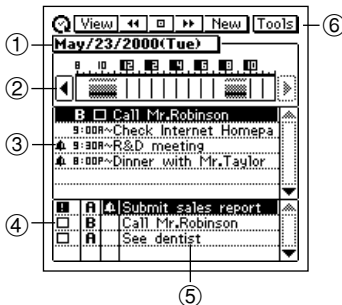 View New Tools ⑥
① May/23/2000(Tue)
8 10 12 2 4 6 8 10
②
B Call Mr.Robinson
9:00A~Check Internet Homepa
③ 9:30A~R&D meeting
8:00P~Dinner with Mr.Taylor
! A Submit sales report
④ B Call Mr.Robinson
A See dentist
⑤